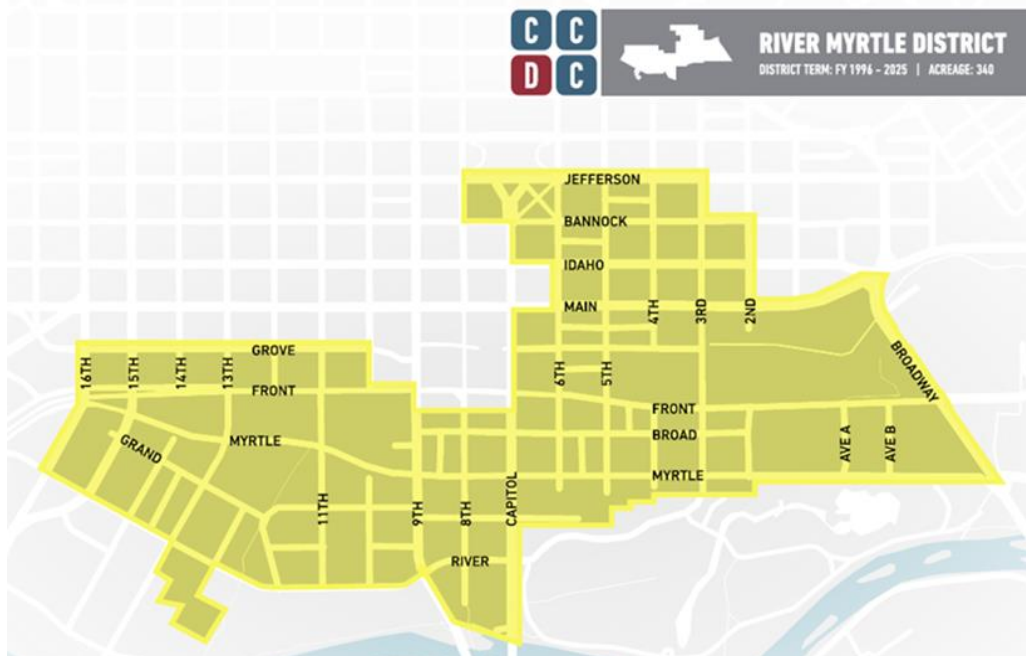 C C
D C
RIVER MYRTLE DISTRICT
DISTRICT TERM: FY 1996 - 2025 | ACREAGE: 340
JEFFERSON
BANNOCK
IDAHO
MAIN
4TH
3RD
2ND
GROVE
16TH
15TH
14TH
13TH
6TH
5TH
BROADWAY
FRONT
FRONT
BROAD
GRAND
MYRTLE
AVE A
AVE B
MYRTLE
11TH
9TH
8TH
CAPITOL
RIVER